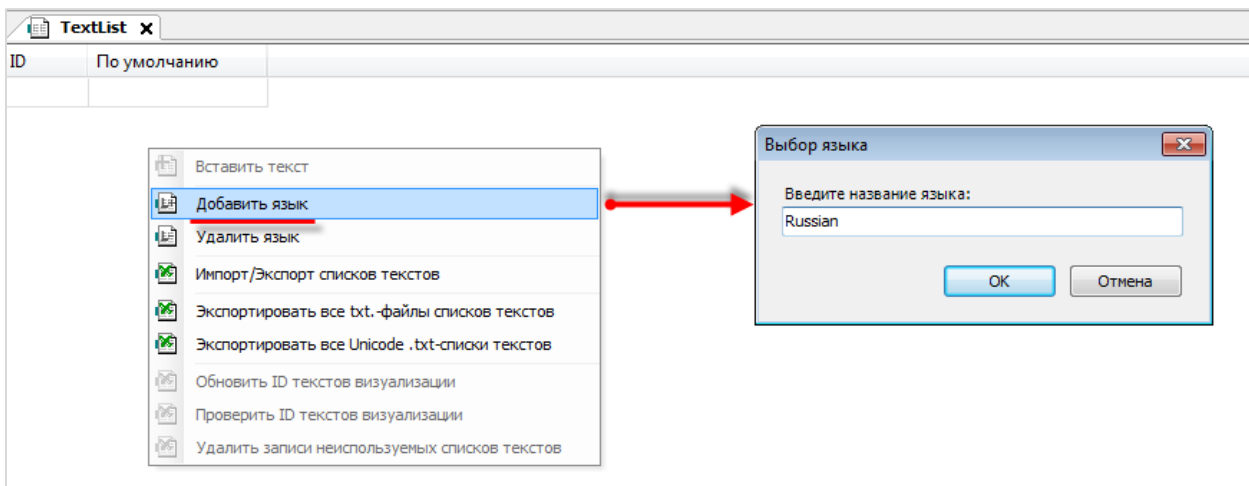 TextList
ID По умолчанию
Вставить текст
Добавить язык
Удалить язык
Импорт/Экспорт списков текстов
Экспортировать все txt.-файлы списков текстов
Экспортировать все Unicode .txt-списки текстов
Обновить ID текстов визуализации
Проверить ID текстов визуализации
Удалить записи неиспользуемых списков текстов
Выбор языка
Введите название языка:
Russian
OK Отмена